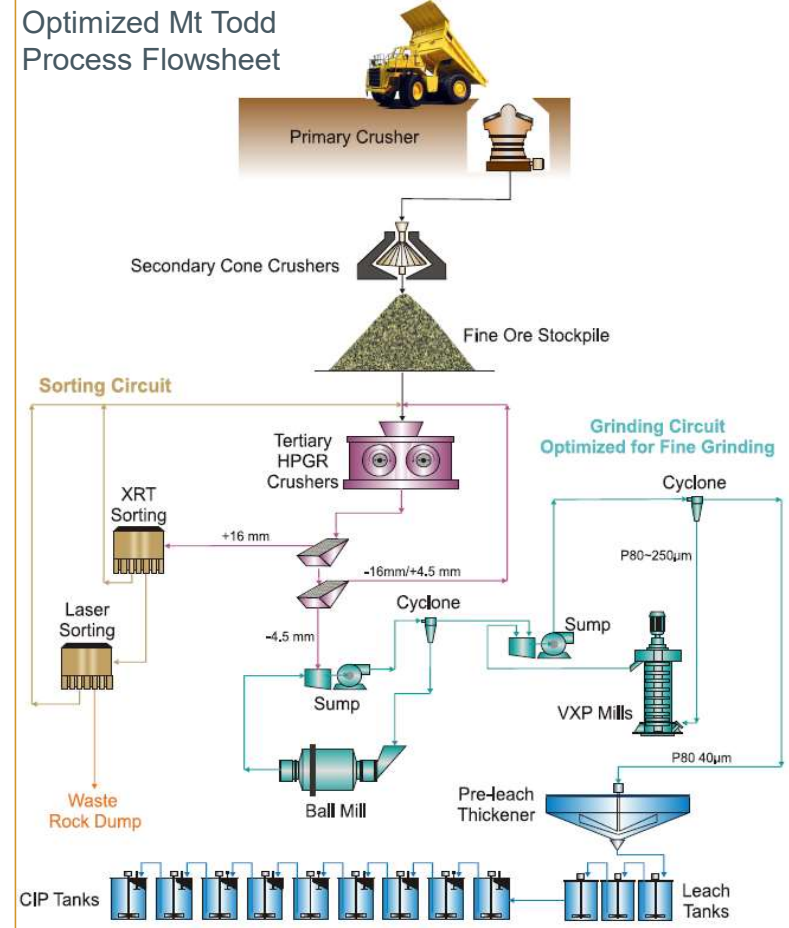 Optimized Mt Todd
Process Flowsheet
Primary Crusher
Secondary Cone Crushers
Fine Ore Stockpile
Sorting Circuit
Grinding Circuit
Optimized for Fine Grinding
Tertiary
HPGR
Crushers
Cyclone
XRT
Sorting
+16 mm
P80~250µm
-16mm/+4.5 mm
Laser
Sorting
Cyclone
-4.5 mm
Sump
Sump
VXP Mills
P80 40µm
Waste
Rock Dump
Ball Mill
Pre-leach
Thickener
CIP Tanks
Leach
Tanks